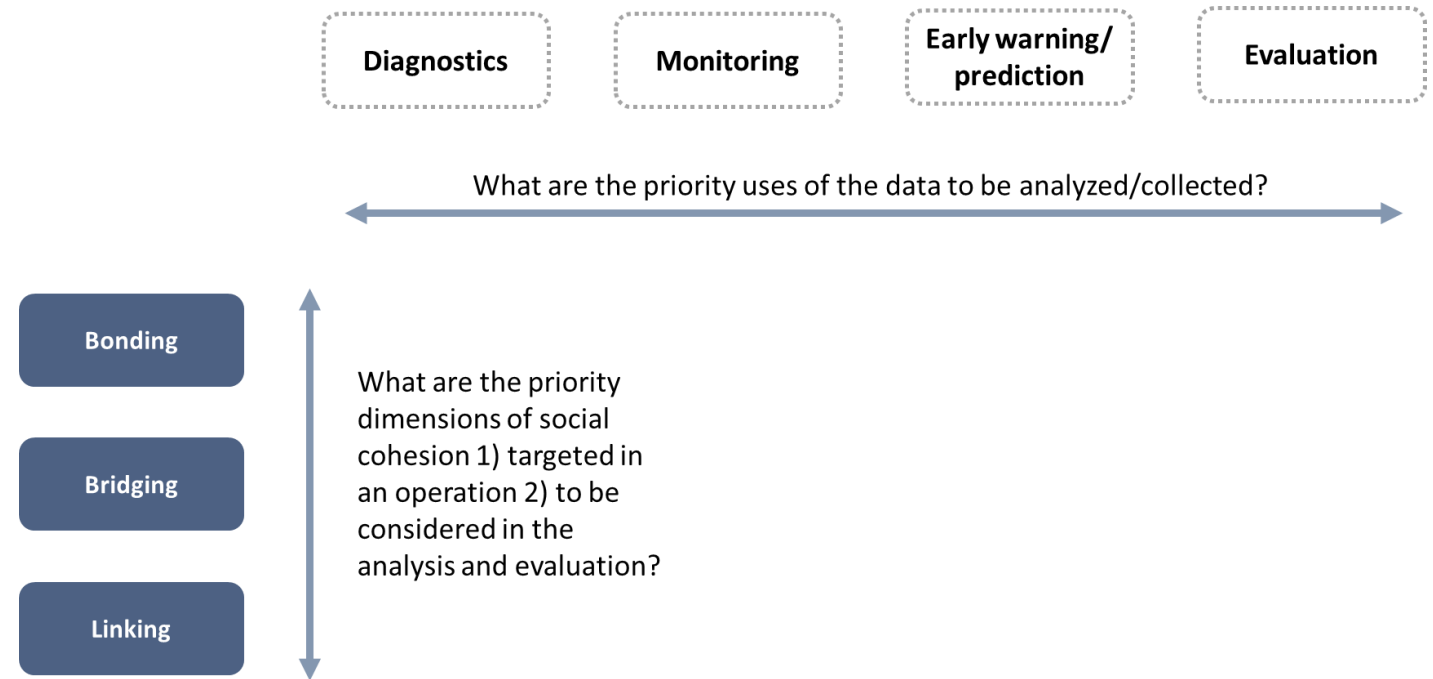 Diagnostics
Monitoring
Early warning/
prediction
Evaluation
What are the priority uses of the data to be analyzed/collected?
Bonding
Bridging
Linking
What are the priority
dimensions of social
cohesion 1) targeted in
an operation 2) to be
considered in the
analysis and evaluation?